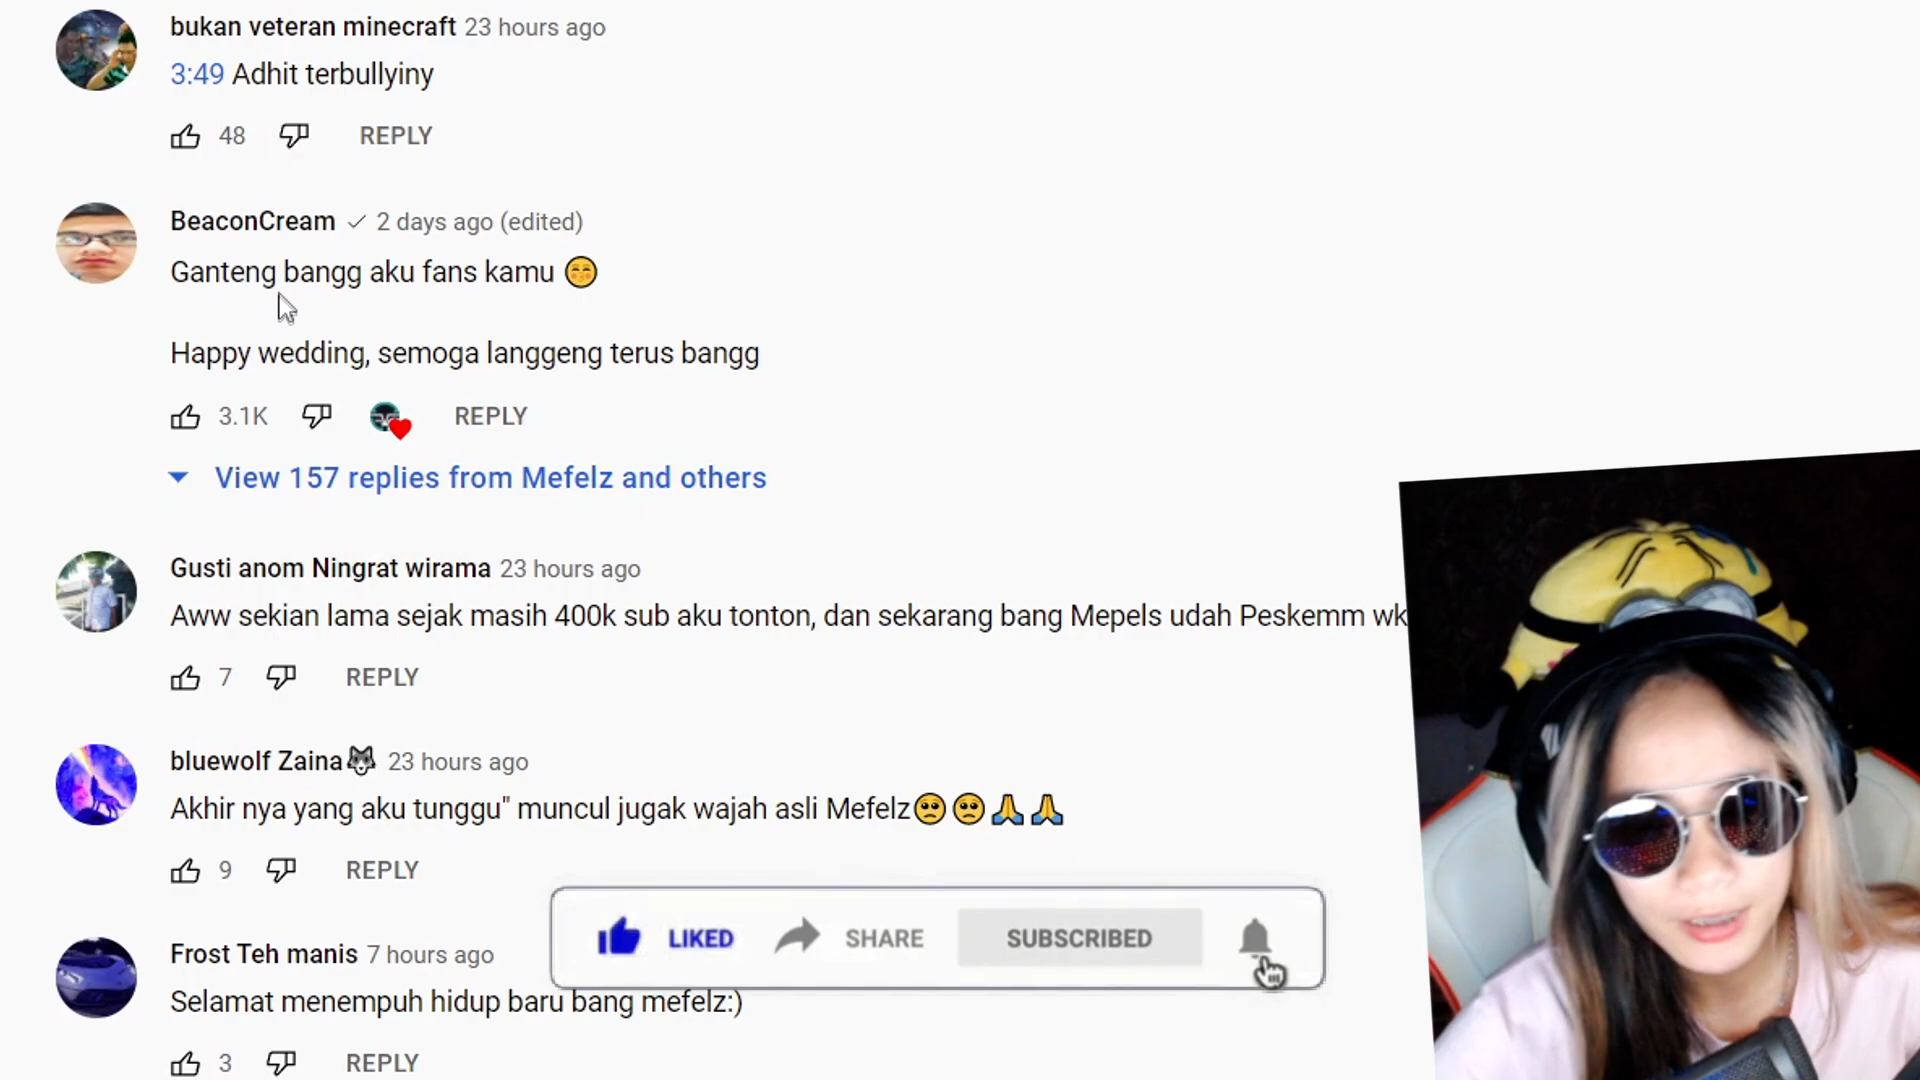 bukan veteran minecraft 23 hours ago
3:49 Adhit terbullyiny
48 REPLY
BeaconCream ✓ 2 days ago (edited)
Ganteng bangg aku fans kamu 🤭
Happy wedding, semoga langgeng terus bangg
3.1K REPLY
View 157 replies from Mefelz and others
Gusti anom Ningrat wirama 23 hours ago
Aww sekian lama sejak masih 400k sub aku tonton, dan sekarang bang Mepels udah Peskemm wk
7 REPLY
bluewolf Zaina🐺 23 hours ago
Akhir nya yang aku tunggu" muncul jugak wajah asli Mefelz🥺🥺🙏🙏
9 REPLY
LIKED SHARE SUBSCRIBED
Frost Teh manis 7 hours ago
Selamat menempuh hidup baru bang mefelz:)
3 REPLY